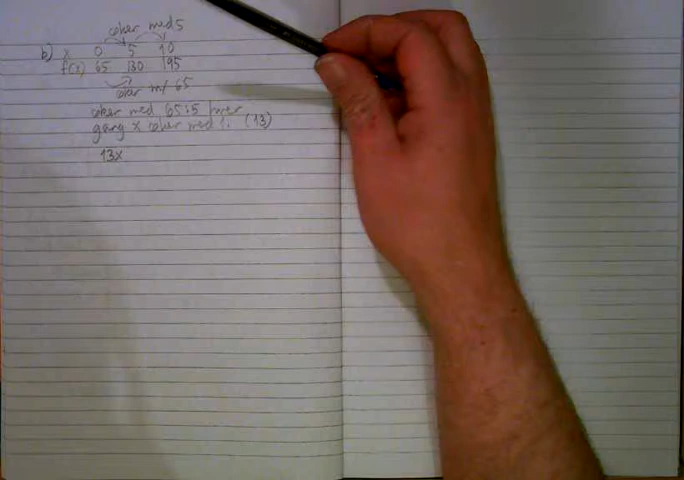 øker med 5
b) x 0 5 10
f(x) 65 130 195
øker m/ 65
øker med 65:5 hver
gang x øker med 1. (13)
13x